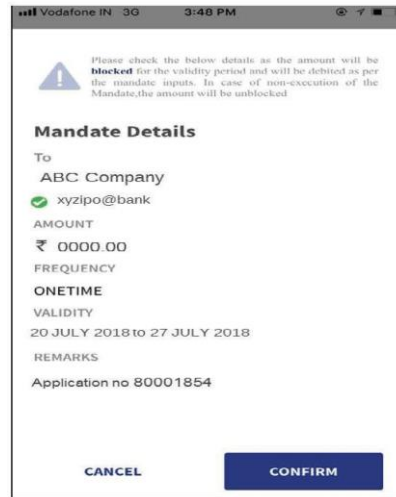 Vodafone IN 3G 3:48 PM
Please check the below details as the amount will be
blocked for the validity period and will be debited as per
the mandate inputs. In case of non-execution of the
Mandate,the amount will be unblocked
Mandate Details
To
ABC Company
xyzipo@bank
AMOUNT
₹ 0000.00
FREQUENCY
ONETIME
VALIDITY
20 JULY 2018 to 27 JULY 2018
REMARKS
Application no 80001854
CANCEL CONFIRM